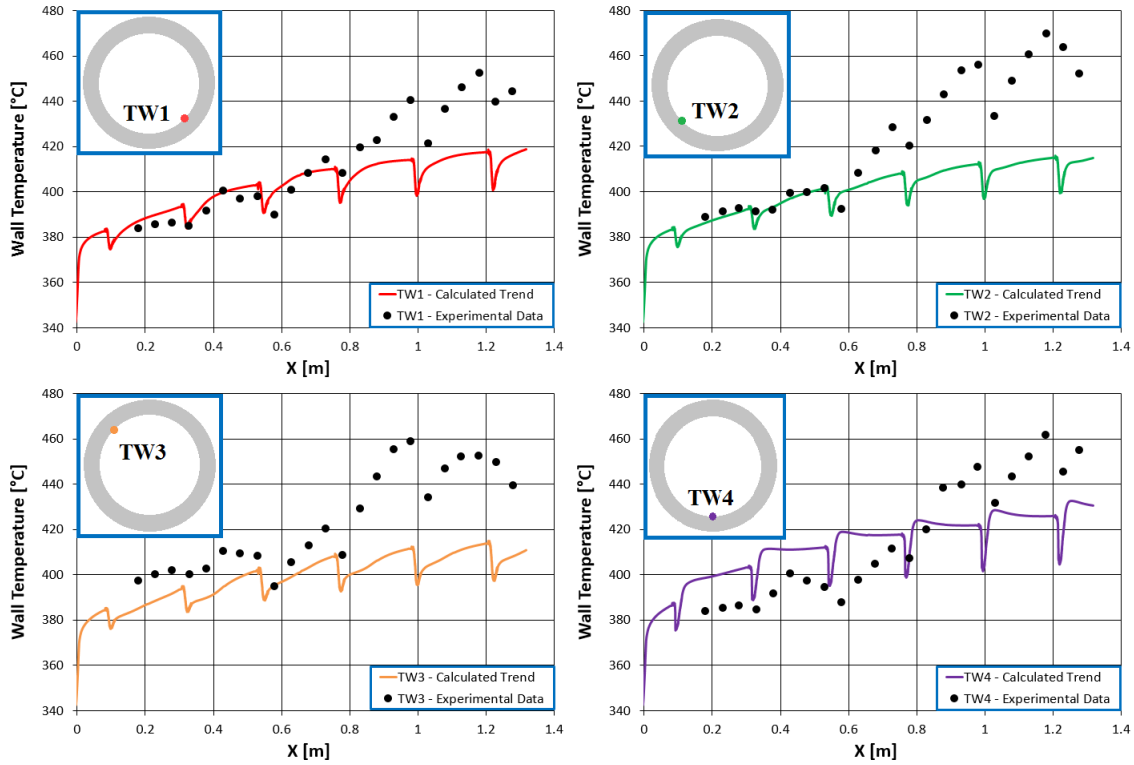 480
460
440
420
400
380
360
340
Wall Temperature [°C]
TW1
TW1 - Calculated Trend
TW1 - Experimental Data
0 0.2 0.4 0.6 0.8 1 1.2 1.4
X [m]
480
460
440
420
400
380
360
340
Wall Temperature [°C]
TW2
TW2 - Calculated Trend
TW2 - Experimental Data
0 0.2 0.4 0.6 0.8 1 1.2 1.4
X [m]
480
460
440
420
400
380
360
340
Wall Temperature [°C]
TW3
TW3 - Calculated Trend
TW3 - Experimental Data
0 0.2 0.4 0.6 0.8 1 1.2 1.4
X [m]
480
460
440
420
400
380
360
340
Wall Temperature [°C]
TW4
TW4 - Calculated Trend
TW4 - Experimental Data
0 0.2 0.4 0.6 0.8 1 1.2 1.4
X [m]